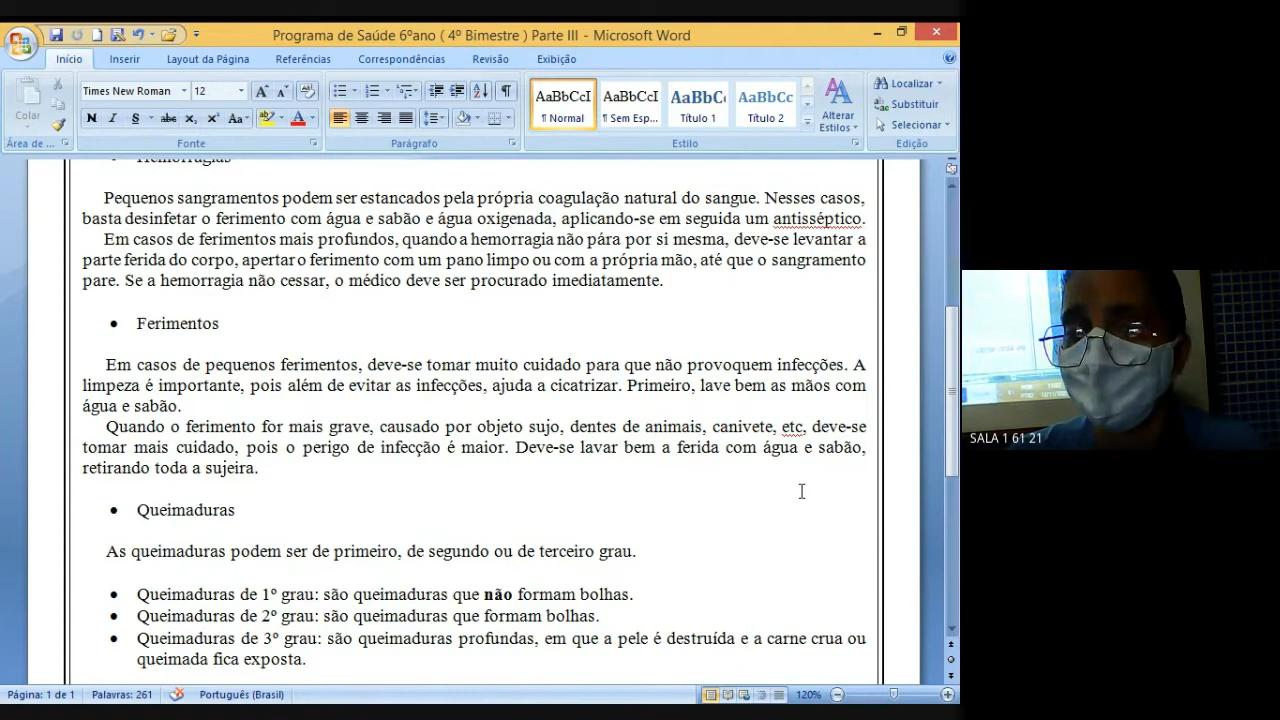 Programa de Saúde 6ºano ( 4º Bimestre ) Parte III - Microsoft Word
Início Inserir Layout da Página Referências Correspondências Revisão Exibição
Times New Roman 12 AaBbCcI AaBbCcI AaBbC AaBbCc Localizar
Substituir
Colar N I S abc x₂ x² Aa ab A ¶ Normal ¶ Sem Esp... Título 1 Título 2 Alterar Estilos Selecionar
Área de... Fonte Parágrafo Estilo Edição
Hemorragias
Pequenos sangramentos podem ser estancados pela própria coagulação natural do sangue. Nesses casos,
basta desinfetar o ferimento com água e sabão e água oxigenada, aplicando-se em seguida um antisséptico.
Em casos de ferimentos mais profundos, quando a hemorragia não pára por si mesma, deve-se levantar a
parte ferida do corpo, apertar o ferimento com um pano limpo ou com a própria mão, até que o sangramento
pare. Se a hemorragia não cessar, o médico deve ser procurado imediatamente.
• Ferimentos
Em casos de pequenos ferimentos, deve-se tomar muito cuidado para que não provoquem infecções. A
limpeza é importante, pois além de evitar as infecções, ajuda a cicatrizar. Primeiro, lave bem as mãos com
água e sabão.
Quando o ferimento for mais grave, causado por objeto sujo, dentes de animais, canivete, etc, deve-se
tomar mais cuidado, pois o perigo de infecção é maior. Deve-se lavar bem a ferida com água e sabão,
retirando toda a sujeira.
• Queimaduras
As queimaduras podem ser de primeiro, de segundo ou de terceiro grau.
• Queimaduras de 1º grau: são queimaduras que não formam bolhas.
• Queimaduras de 2º grau: são queimaduras que formam bolhas.
• Queimaduras de 3º grau: são queimaduras profundas, em que a pele é destruída e a carne crua ou
queimada fica exposta.
Página: 1 de 1 Palavras: 261 Português (Brasil) 120%
SALA 1 61 21